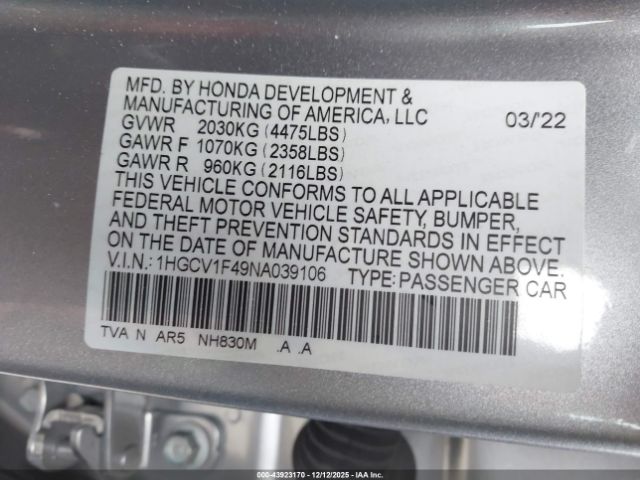 MFD. BY HONDA DEVELOPMENT &
MANUFACTURING OF AMERICA, LLC 03/'22
GVWR 2030KG (4475LBS)
GAWR F 1070KG (2358LBS)
GAWR R 960KG (2116LBS)
THIS VEHICLE CONFORMS TO ALL APPLICABLE
FEDERAL MOTOR VEHICLE SAFETY, BUMPER,
AND THEFT PREVENTION STANDARDS IN EFFECT
ON THE DATE OF MANUFACTURE SHOWN ABOVE.
V.I.N.: 1HGCV1F49NA039106 TYPE: PASSENGER CAR
TVA N AR5 NH830M .A .A
000-43923170 • 12/12/2025 - IAAC.com